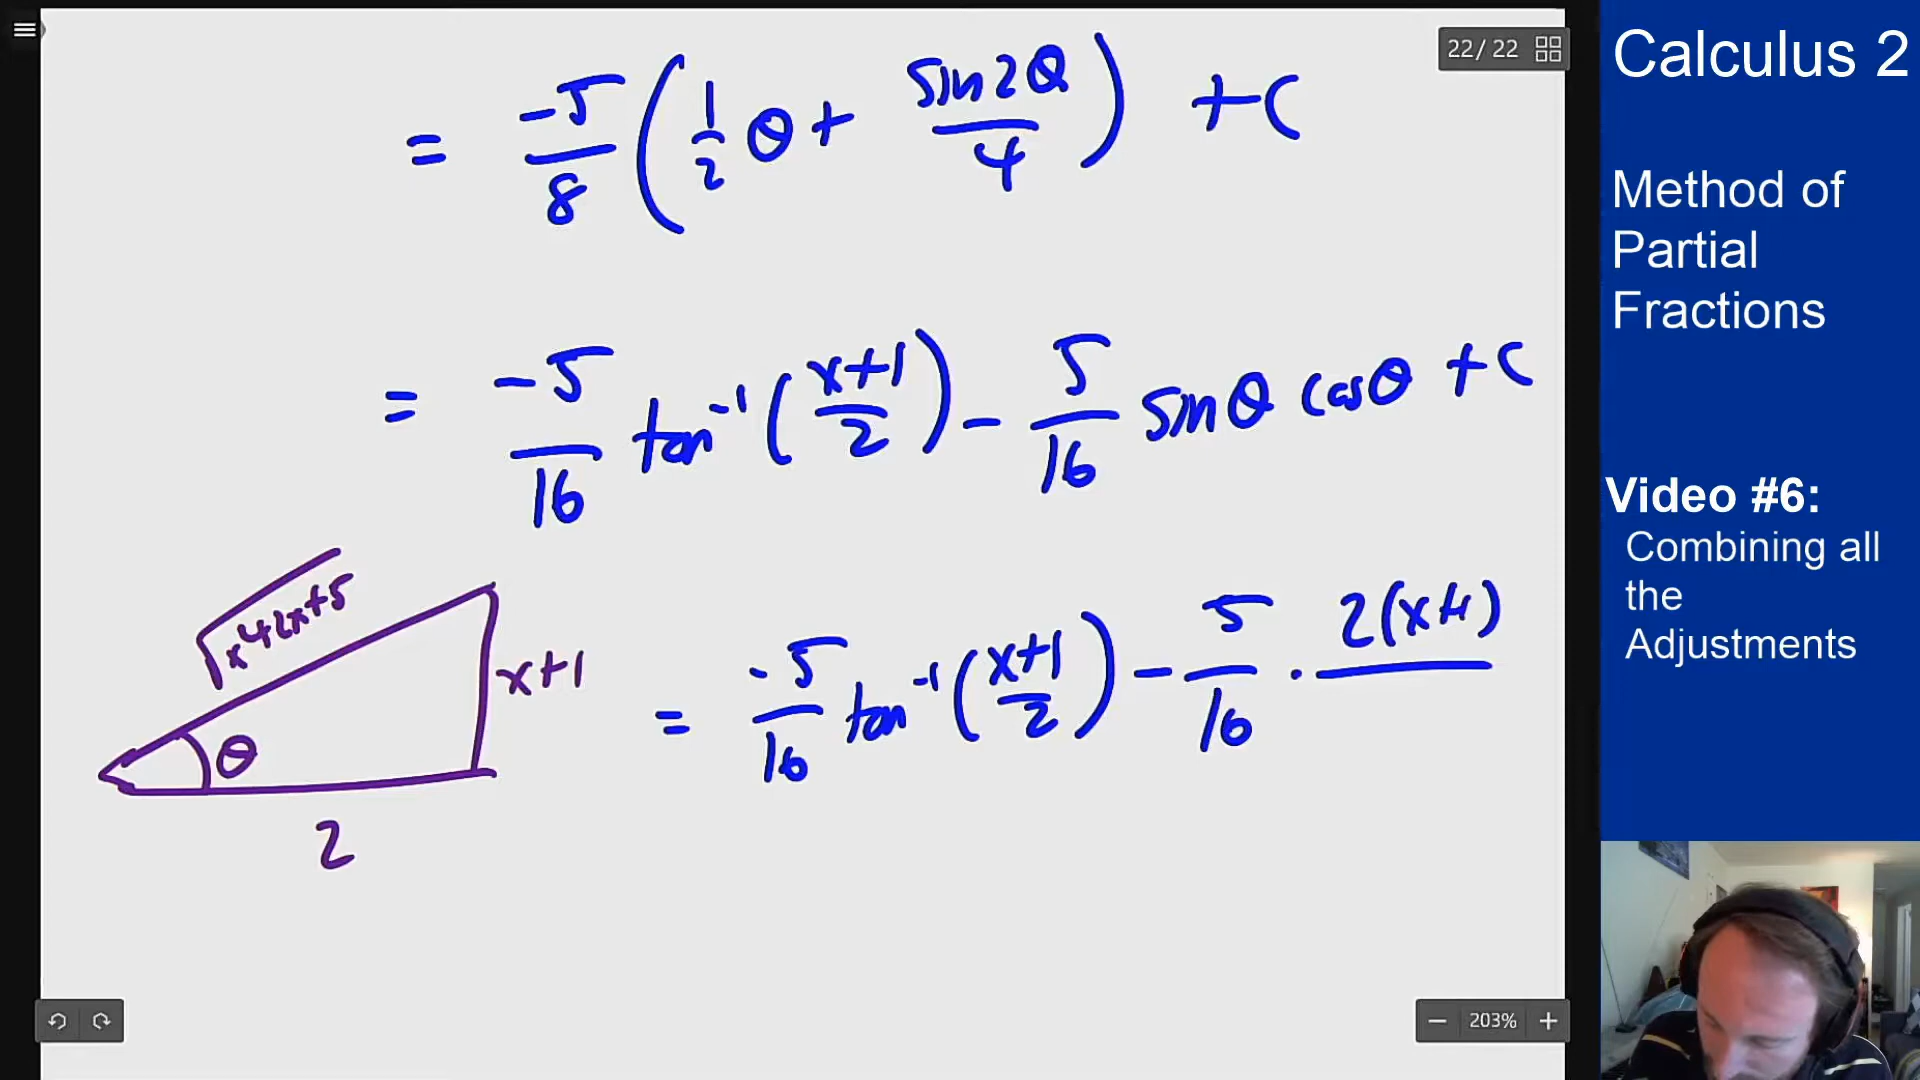 22/ 22
Calculus 2
= -5/8 (1/2 θ + sin2θ/4) + C
Method of
Partial
Fractions
= -5/16 tan⁻¹(x+1/2) - 5/16 sinθ cosθ + C
Video #6:
Combining all
the
Adjustments
√x²+2x+5
x+1
θ
2
= -5/16 tan⁻¹(x+1/2) - 5/16 · 2(x+1)
203%